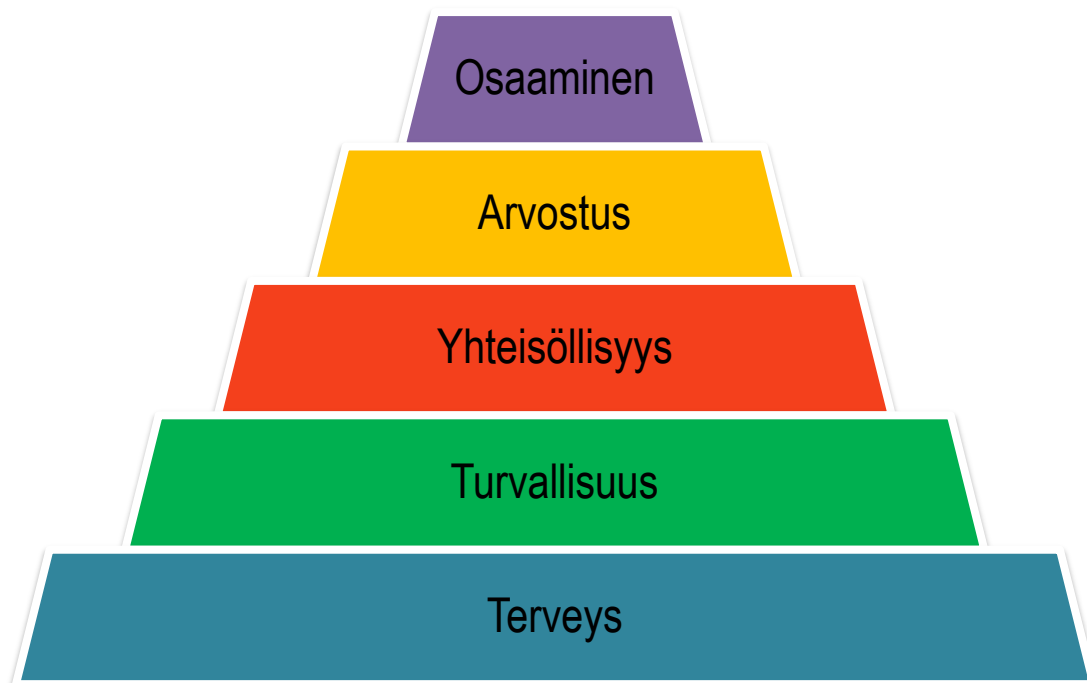 Osaaminen
Arvostus
Yhteisöllisyys
Turvallisuus
Terveys